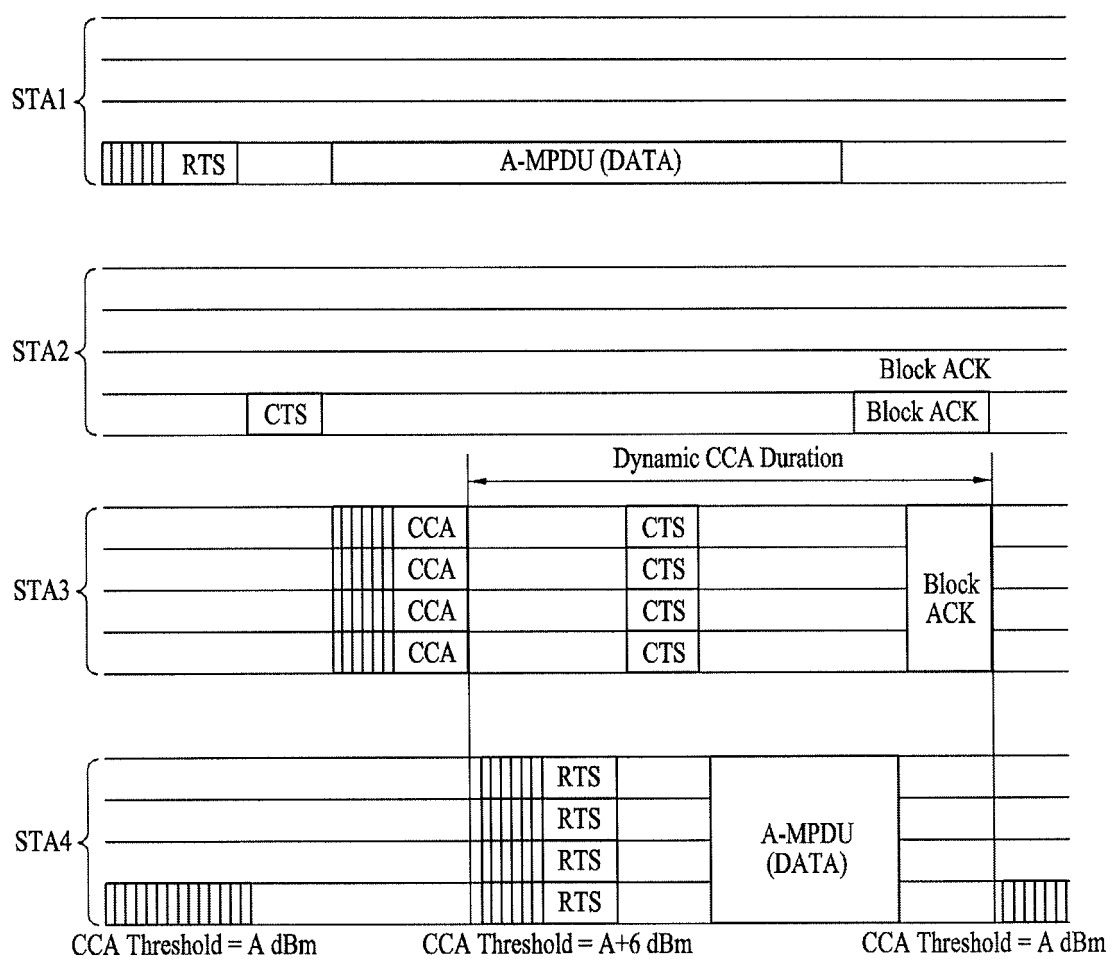 STA1
RTS
A-MPDU (DATA)
STA2
Block ACK
CTS
Block ACK
Dynamic CCA Duration
STA3
CCA
CTS
CCA
CTS
CCA
CTS
CCA
CTS
Block
ACK
STA4
RTS
RTS
RTS
RTS
A-MPDU
(DATA)
CCA Threshold = A dBm
CCA Threshold = A+6 dBm
CCA Threshold = A dBm